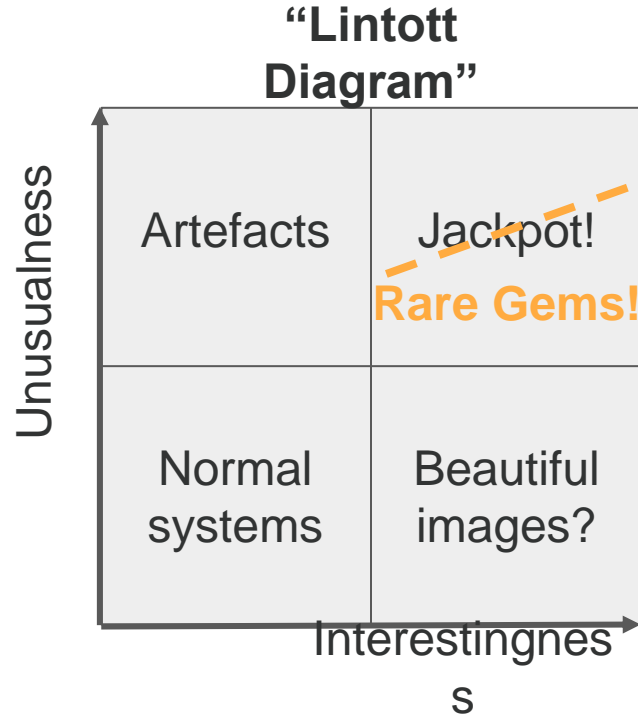 “Lintott
Diagram”
Unusualness
Artefacts
Jackpot!
Rare Gems!
Normal
systems
Beautiful
images?
Interestingnes
s